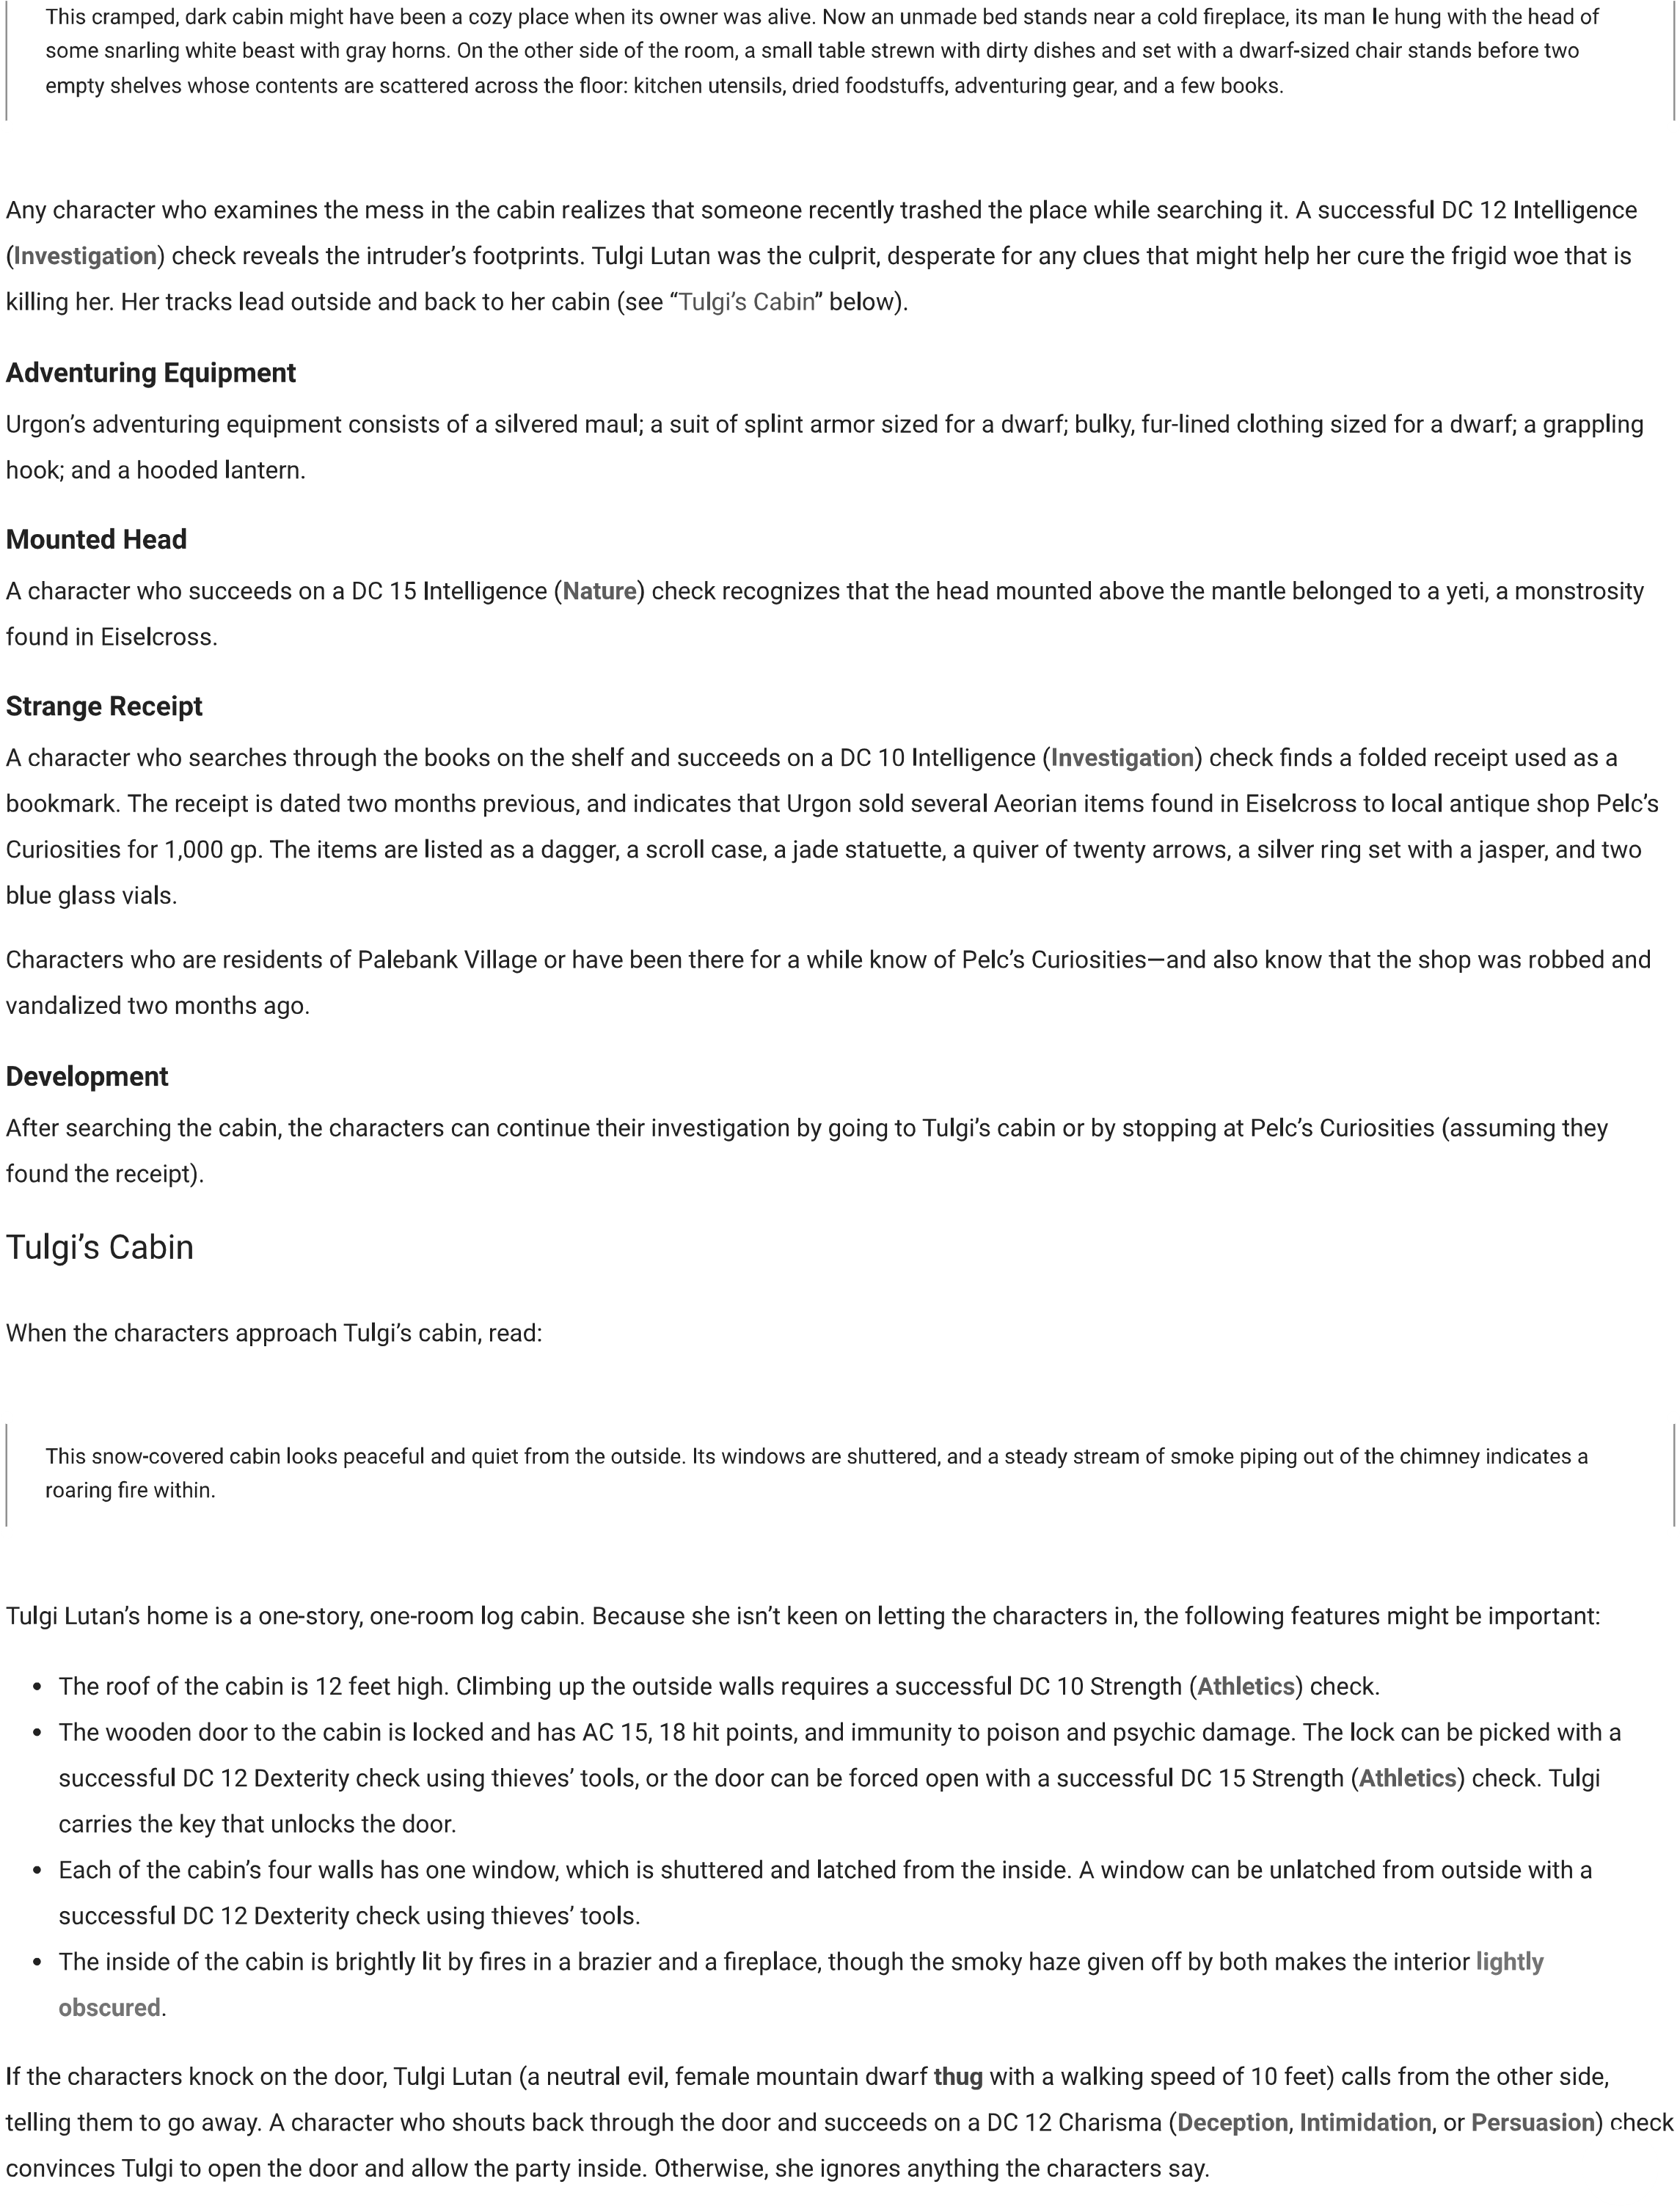 This cramped, dark cabin might have been a cozy place when its owner was alive. Now an unmade bed stands near a cold fireplace, its man le hung with the head of
some snarling white beast with gray horns. On the other side of the room, a small table strewn with dirty dishes and set with a dwarf-sized chair stands before two
empty shelves whose contents are scattered across the floor: kitchen utensils, dried foodstuffs, adventuring gear, and a few books.
Any character who examines the mess in the cabin realizes that someone recently trashed the place while searching it. A successful DC 12 Intelligence
(Investigation) check reveals the intruder’s footprints. Tulgi Lutan was the culprit, desperate for any clues that might help her cure the frigid woe that is
killing her. Her tracks lead outside and back to her cabin (see “Tulgi’s Cabin” below).
Adventuring Equipment
Urgon’s adventuring equipment consists of a silvered maul; a suit of splint armor sized for a dwarf; bulky, fur-lined clothing sized for a dwarf; a grappling
hook; and a hooded lantern.
Mounted Head
A character who succeeds on a DC 15 Intelligence (Nature) check recognizes that the head mounted above the mantle belonged to a yeti, a monstrosity
found in Eiselcross.
Strange Receipt
A character who searches through the books on the shelf and succeeds on a DC 10 Intelligence (Investigation) check finds a folded receipt used as a
bookmark. The receipt is dated two months previous, and indicates that Urgon sold several Aeorian items found in Eiselcross to local antique shop Pelc’s
Curiosities for 1,000 gp. The items are listed as a dagger, a scroll case, a jade statuette, a quiver of twenty arrows, a silver ring set with a jasper, and two
blue glass vials.
Characters who are residents of Palebank Village or have been there for a while know of Pelc’s Curiosities—and also know that the shop was robbed and
vandalized two months ago.
Development
After searching the cabin, the characters can continue their investigation by going to Tulgi’s cabin or by stopping at Pelc’s Curiosities (assuming they
found the receipt).
Tulgi’s Cabin
When the characters approach Tulgi’s cabin, read:
This snow-covered cabin looks peaceful and quiet from the outside. Its windows are shuttered, and a steady stream of smoke piping out of the chimney indicates a
roaring fire within.
Tulgi Lutan’s home is a one-story, one-room log cabin. Because she isn’t keen on letting the characters in, the following features might be important:
• The roof of the cabin is 12 feet high. Climbing up the outside walls requires a successful DC 10 Strength (Athletics) check.
• The wooden door to the cabin is locked and has AC 15, 18 hit points, and immunity to poison and psychic damage. The lock can be picked with a
successful DC 12 Dexterity check using thieves’ tools, or the door can be forced open with a successful DC 15 Strength (Athletics) check. Tulgi
carries the key that unlocks the door.
• Each of the cabin’s four walls has one window, which is shuttered and latched from the inside. A window can be unlatched from outside with a
successful DC 12 Dexterity check using thieves’ tools.
• The inside of the cabin is brightly lit by fires in a brazier and a fireplace, though the smoky haze given off by both makes the interior lightly
obscured.
If the characters knock on the door, Tulgi Lutan (a neutral evil, female mountain dwarf thug with a walking speed of 10 feet) calls from the other side,
telling them to go away. A character who shouts back through the door and succeeds on a DC 12 Charisma (Deception, Intimidation, or Persuasion) check
convinces Tulgi to open the door and allow the party inside. Otherwise, she ignores anything the characters say.